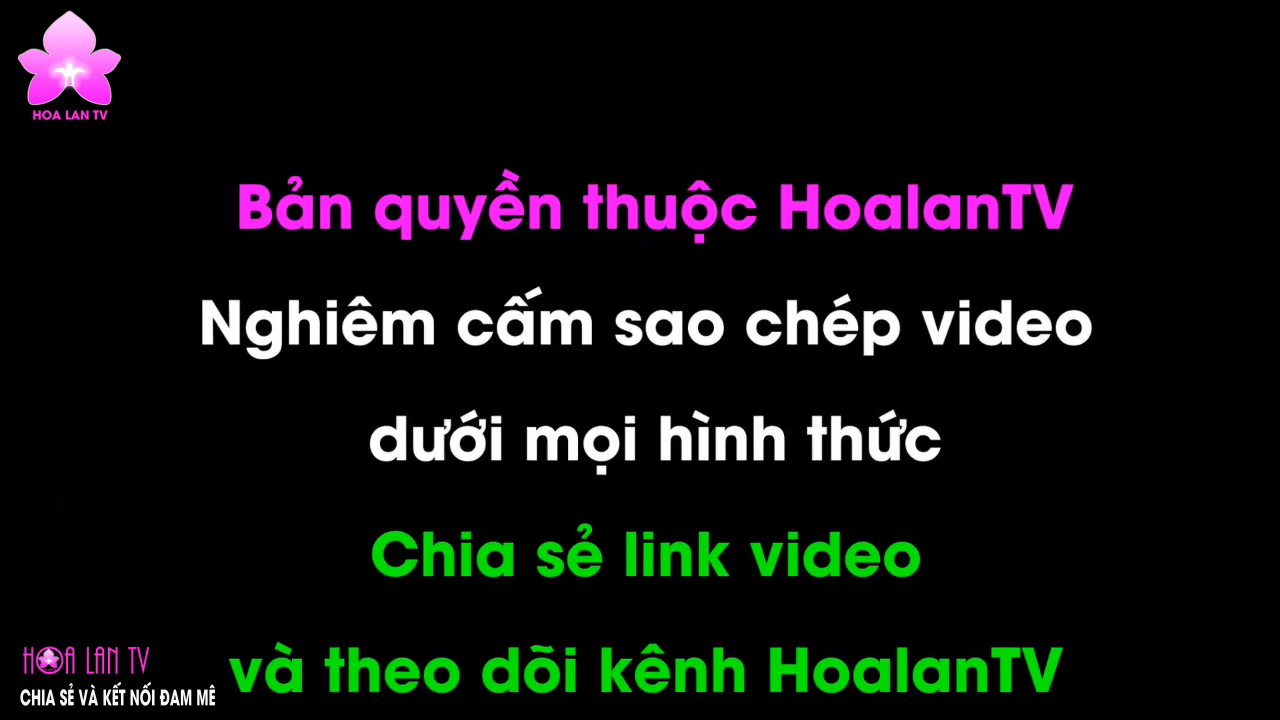 HOA LAN TV
Bản quyền thuộc HoalanTV
Nghiêm cấm sao chép video
dưới mọi hình thức
Chia sẻ link video
và theo dõi kênh HoalanTV
HOA LAN TV
CHIA SẺ VÀ KẾT NỐI ĐAM MÊ